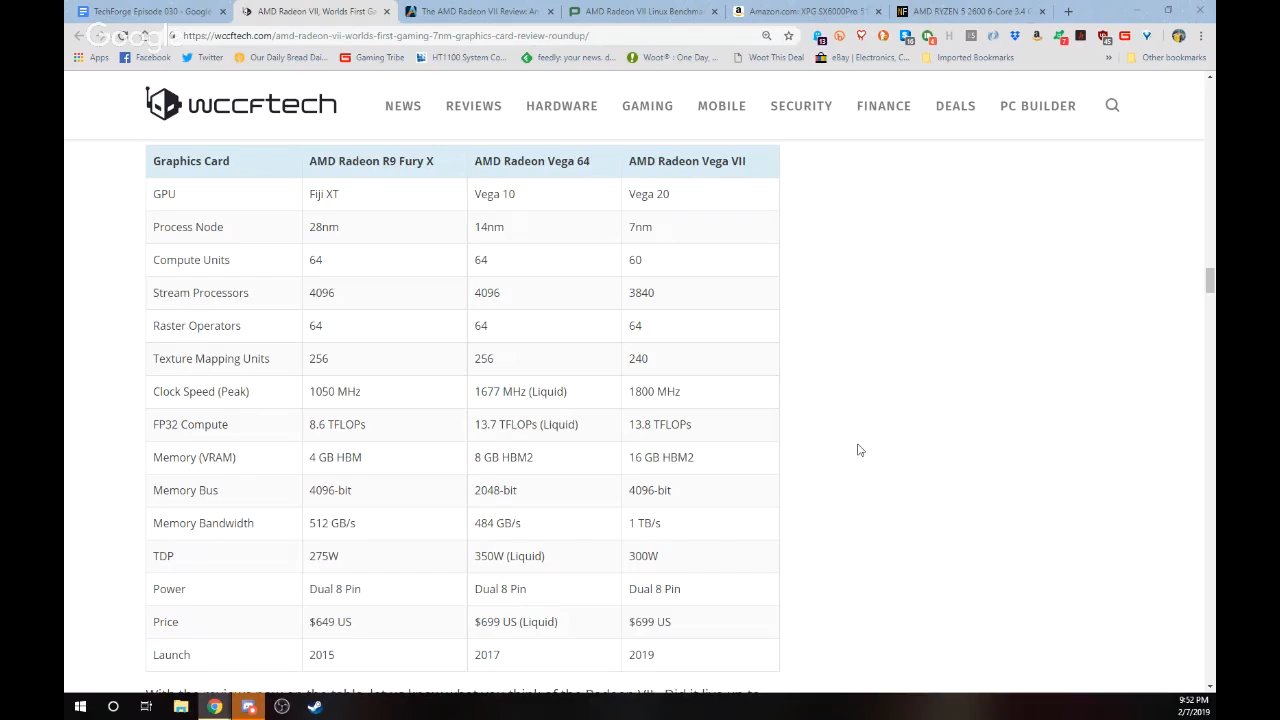 TechForge Episode 030 - Google
AMD Radeon VII, Worlds First Ga
The AMD Radeon VII Review: An
AMD Radeon VII Linux Benchma
Amazon.com: XPG SX6000Pro 5
AMD RYZEN 5 2600 6-Core 3.4 G
Google
https://wccftech.com/amd-radeon-vii-worlds-first-gaming-7nm-graphics-card-review-roundup/
Apps Facebook Twitter Our Daily Bread Dai... Gaming Tribe HT1100 System Co... feedly: your news. d... Woot® : One Day, ... Woot This Deal eBay | Electronics, C... Imported Bookmarks » Other bookmarks
wccftech NEWS REVIEWS HARDWARE GAMING MOBILE SECURITY FINANCE DEALS PC BUILDER
Graphics Card AMD Radeon R9 Fury X AMD Radeon Vega 64 AMD Radeon Vega VII
GPU Fiji XT Vega 10 Vega 20
Process Node 28nm 14nm 7nm
Compute Units 64 64 60
Stream Processors 4096 4096 3840
Raster Operators 64 64 64
Texture Mapping Units 256 256 240
Clock Speed (Peak) 1050 MHz 1677 MHz (Liquid) 1800 MHz
FP32 Compute 8.6 TFLOPs 13.7 TFLOPs (Liquid) 13.8 TFLOPs
Memory (VRAM) 4 GB HBM 8 GB HBM2 16 GB HBM2
Memory Bus 4096-bit 2048-bit 4096-bit
Memory Bandwidth 512 GB/s 484 GB/s 1 TB/s
TDP 275W 350W (Liquid) 300W
Power Dual 8 Pin Dual 8 Pin Dual 8 Pin
Price $649 US $699 US (Liquid) $699 US
Launch 2015 2017 2019
9:52 PM
2/7/2019